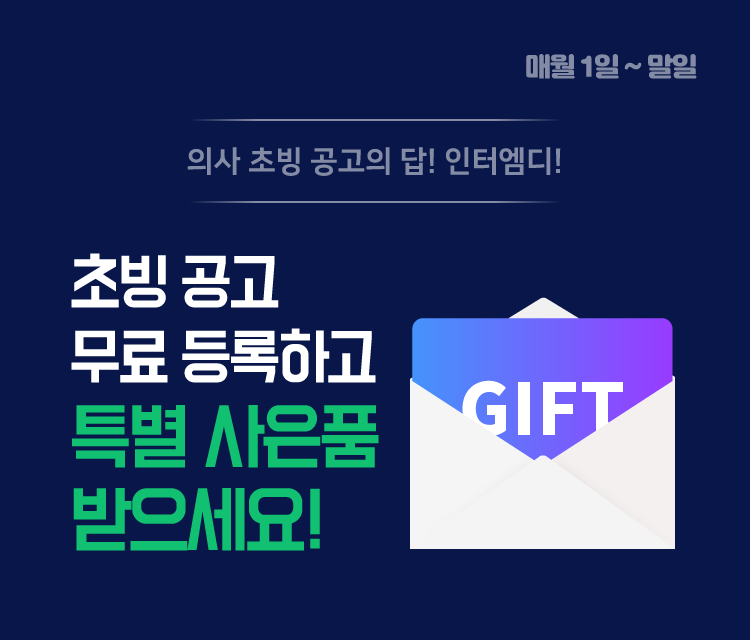 매월 1일 ~ 말일
의사 초빙 공고의 답! 인터엠디!
초빙 공고
무료 등록하고
특별 사은품
받으세요!
GIFT